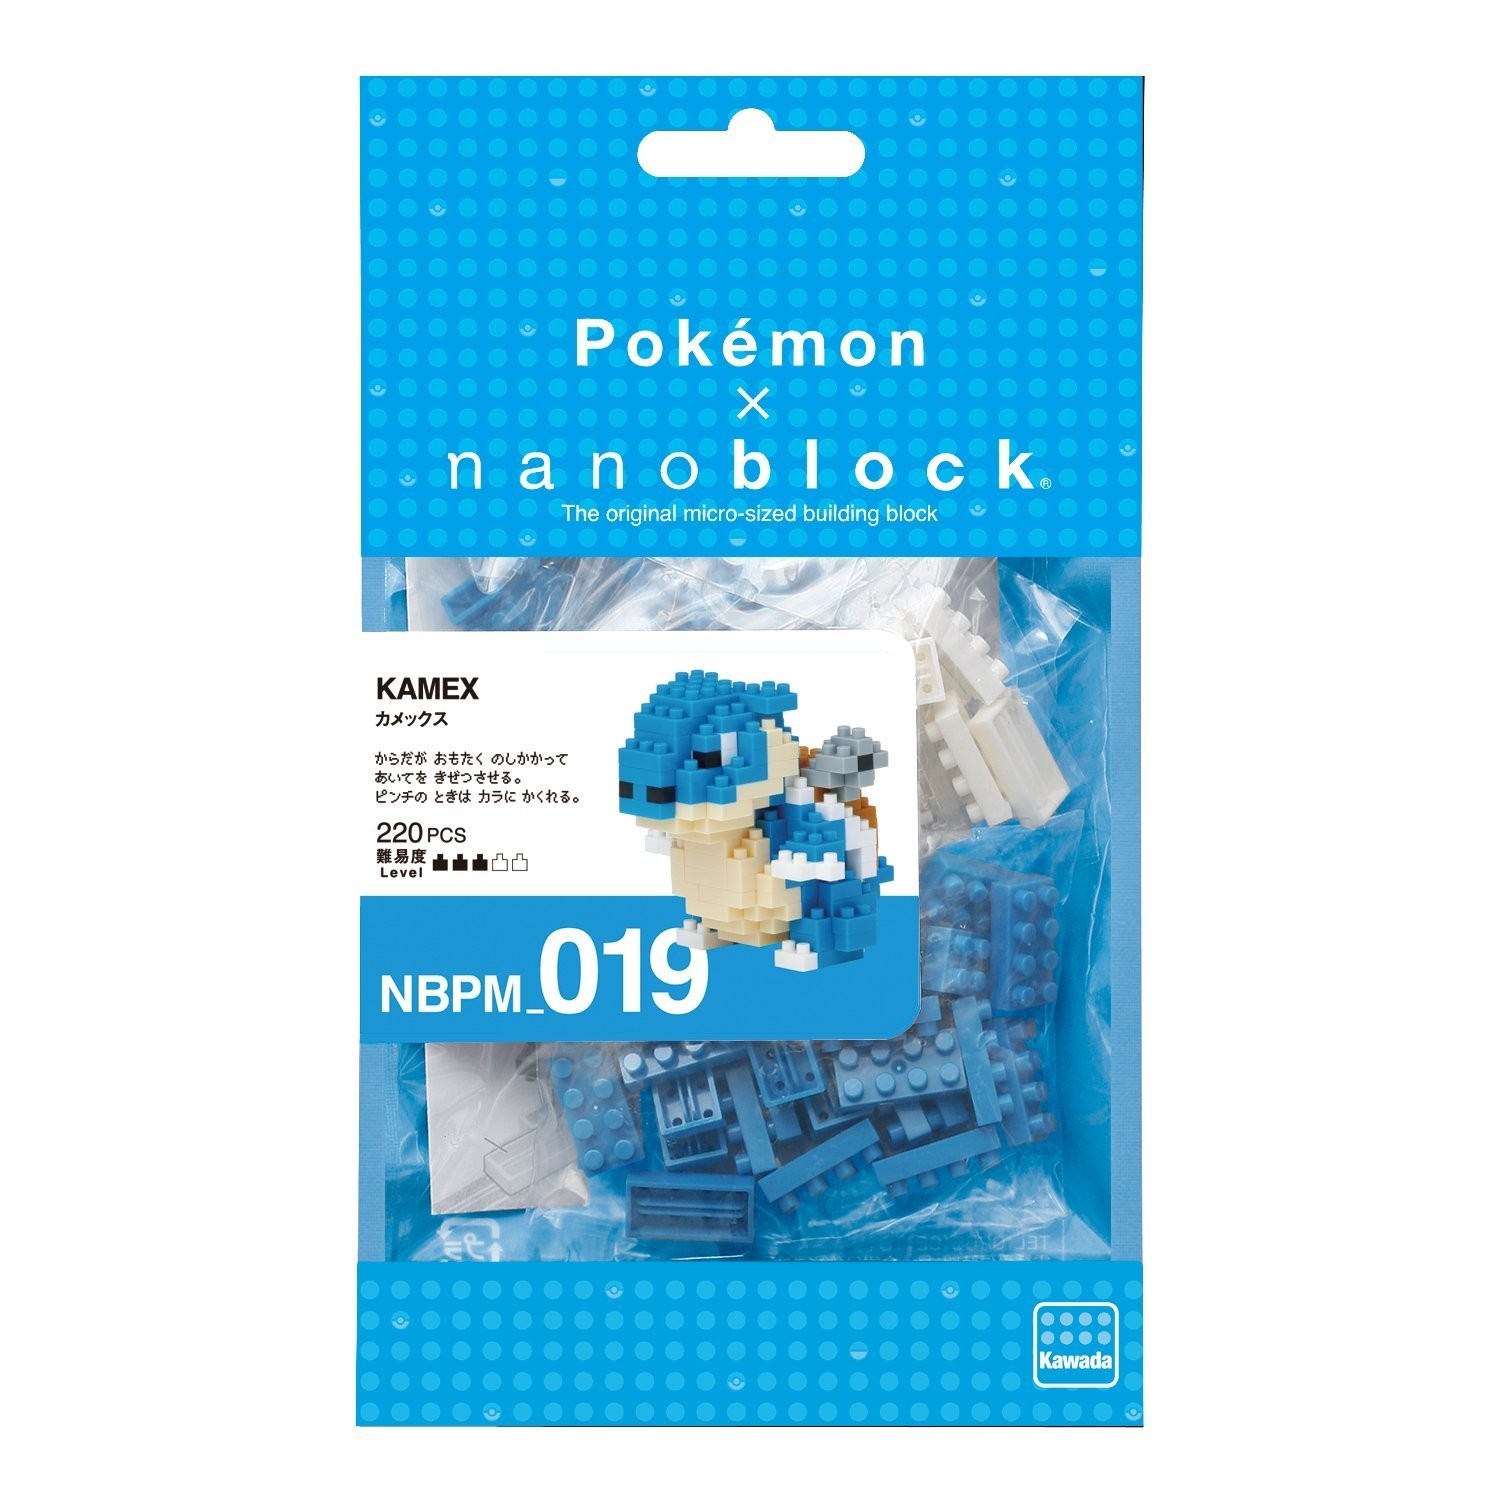 Pokémon
×
nanoblock®
The original micro-sized building block
KAMEX
カメックス
からだが おもたく のしかかって
あいてを きぜつさせる。
ピンチの ときは カラに かくれる。
220 PCS
難易度
Level
NBPM_019
プラ
Kawada